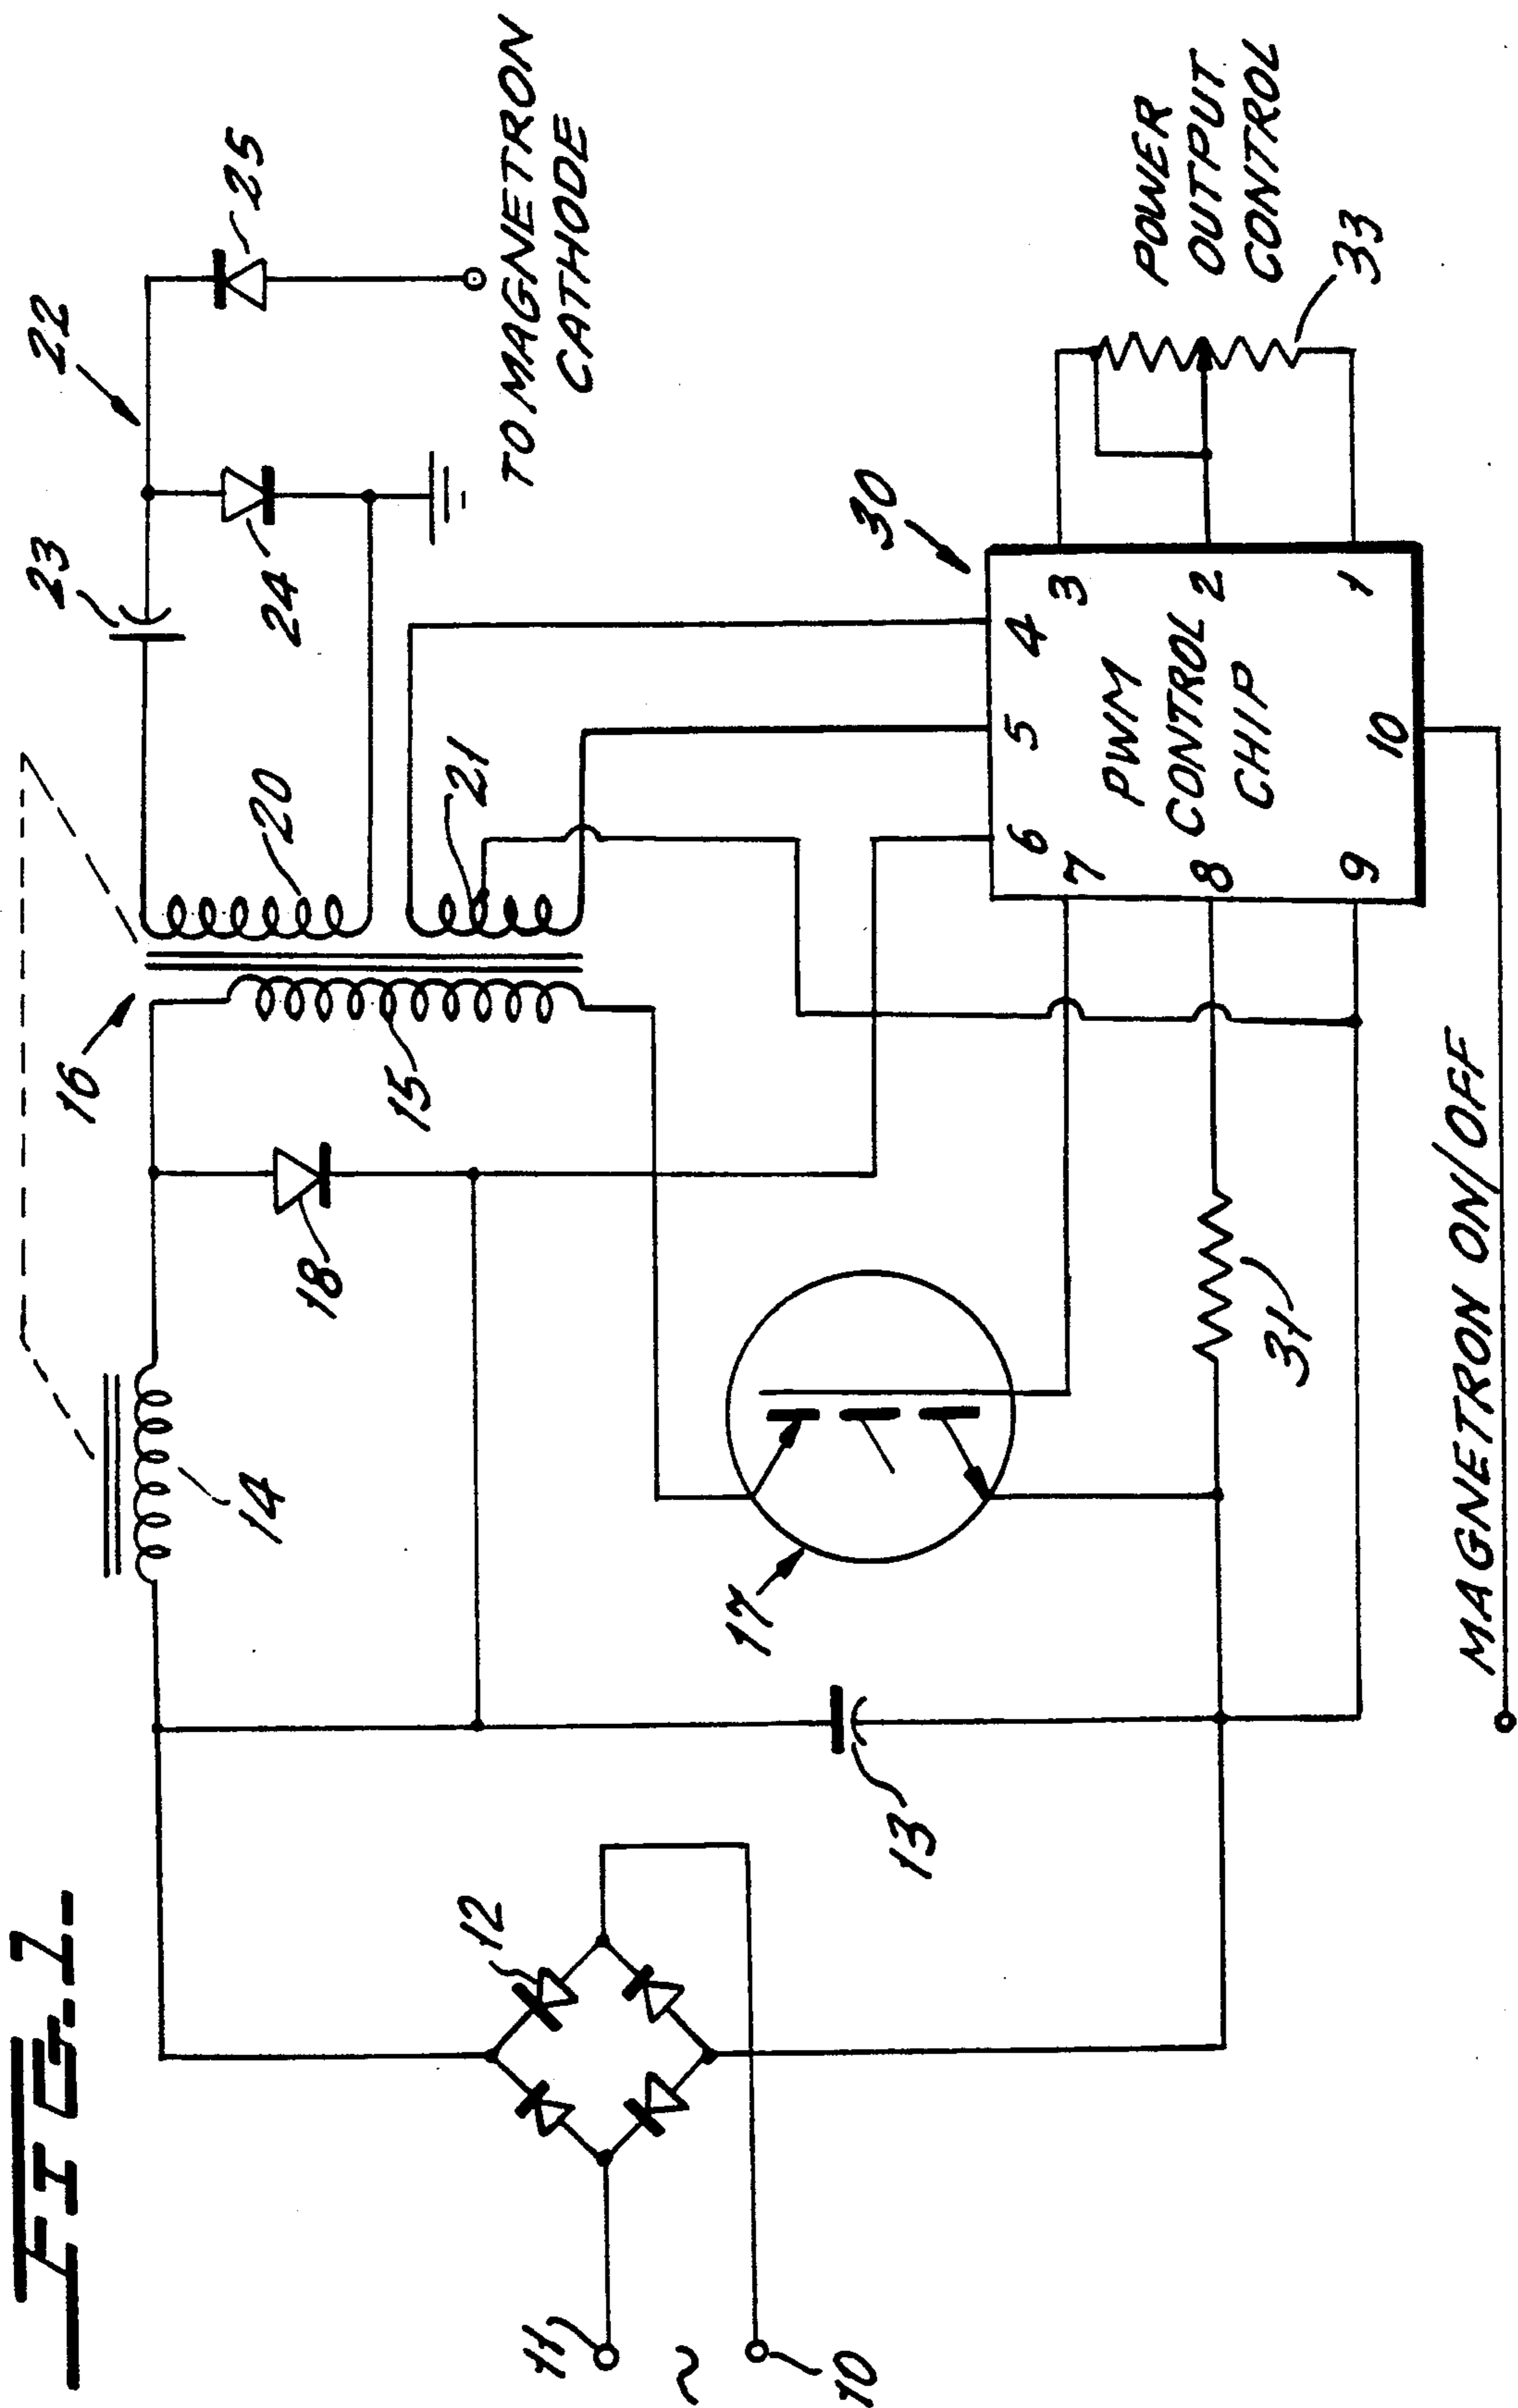 FIG. 1.
22
23
25
16
20
24
14
18
15
21
TO MAGNETRON
CATHODE
12
17
30
11
~
10
13
4
5
6
3
7
PWM
CONTROL
CHIP
2
8
1
9
10
POWER
OUTPUT
CONTROL
33
31
MAGNETRON ON/OFF